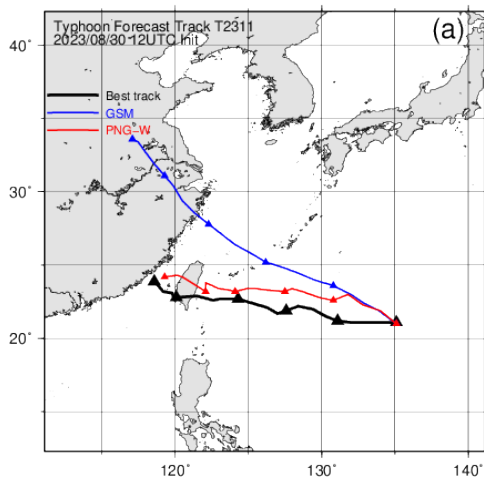 Typhoon Forecast Track T2311
2023/08/30-12UTC Init
(a)
Best track
GSM
PNG-W
40°
30°
20°
120°
130°
140°